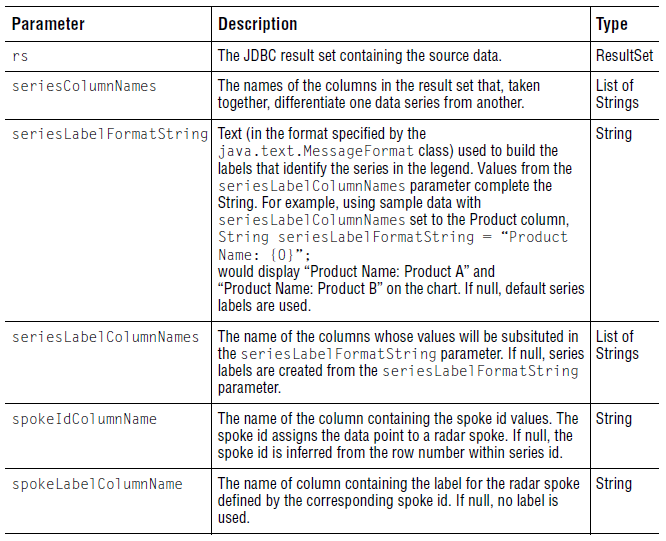 Parameter Description Type
rs The JDBC result set containing the source data. ResultSet
seriesColumnNames The names of the columns in the result set that, taken List of
together, differentiate one data series from another. Strings
seriesLabelFormatString Text (in the format specified by the String
java.text.MessageFormat class) used to build the
labels that identify the series in the legend. Values from the
seriesLabelColumnNames parameter complete the
String. For example, using sample data with
seriesLabelColumnNames set to the Product column,
String seriesLabelFormatString = “Product
Name: {0}”;
would display “Product Name: Product A” and
“Product Name: Product B” on the chart. If null, default series
labels are used.
seriesLabelColumnNames The name of the columns whose values will be subsituted in List of
the seriesLabelFormatString parameter. If null, series Strings
labels are created from the seriesLabelFormatString
parameter.
spokeIdColumnName The name of the column containing the spoke id values. The String
spoke id assigns the data point to a radar spoke. If null, the
spoke id is inferred from the row number within series id.
spokeLabelColumnName The name of column containing the label for the radar spoke String
defined by the corresponding spoke id. If null, no label is
used.